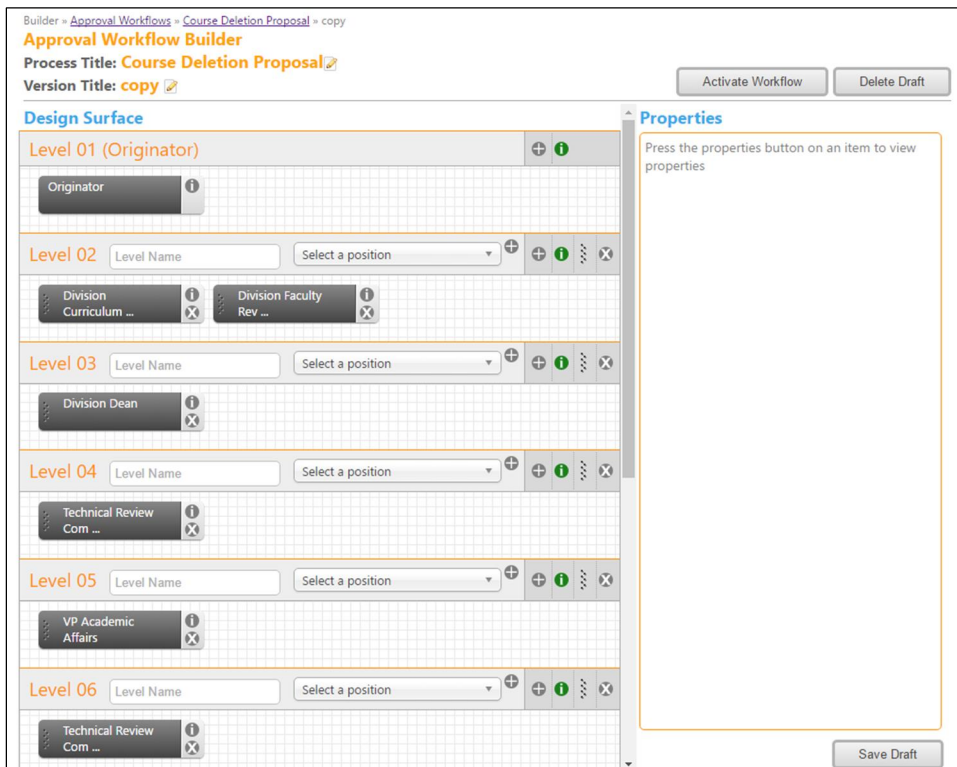 Builder » Approval Workflows » Course Deletion Proposal » copy
Approval Workflow Builder
Process Title: Course Deletion Proposal
Version Title: copy
Activate Workflow
Delete Draft
Design Surface
Properties
Level 01 (Originator)
Press the properties button on an item to view
properties
Originator
Level 02 Level Name Select a position
Division
Curriculum ...
Division Faculty
Rev ...
Level 03 Level Name Select a position
Division Dean
Level 04 Level Name Select a position
Technical Review
Com ...
Level 05 Level Name Select a position
VP Academic
Affairs
Level 06 Level Name Select a position
Technical Review
Com ...
Save Draft